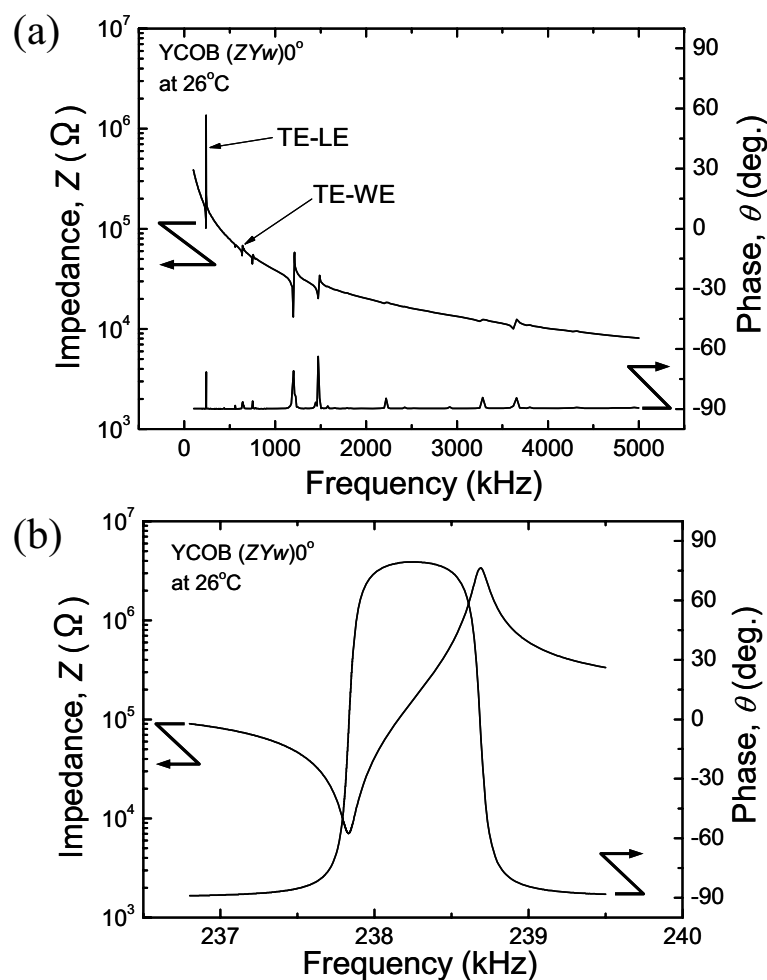 (a)
YCOB (ZYw)0°
at 26°C
TE-LE
TE-WE
Impedance, Z (Ω)
10⁷
10⁶
10⁵
10⁴
10³
90
60
30
0
-30
-60
-90
Phase, θ (deg.)
0 1000 2000 3000 4000 5000
Frequency (kHz)
(b)
YCOB (ZYw)0°
at 26°C
Impedance, Z (Ω)
10⁷
10⁶
10⁵
10⁴
10³
90
60
30
0
-30
-60
-90
Phase, θ (deg.)
237 238 239 240
Frequency (kHz)